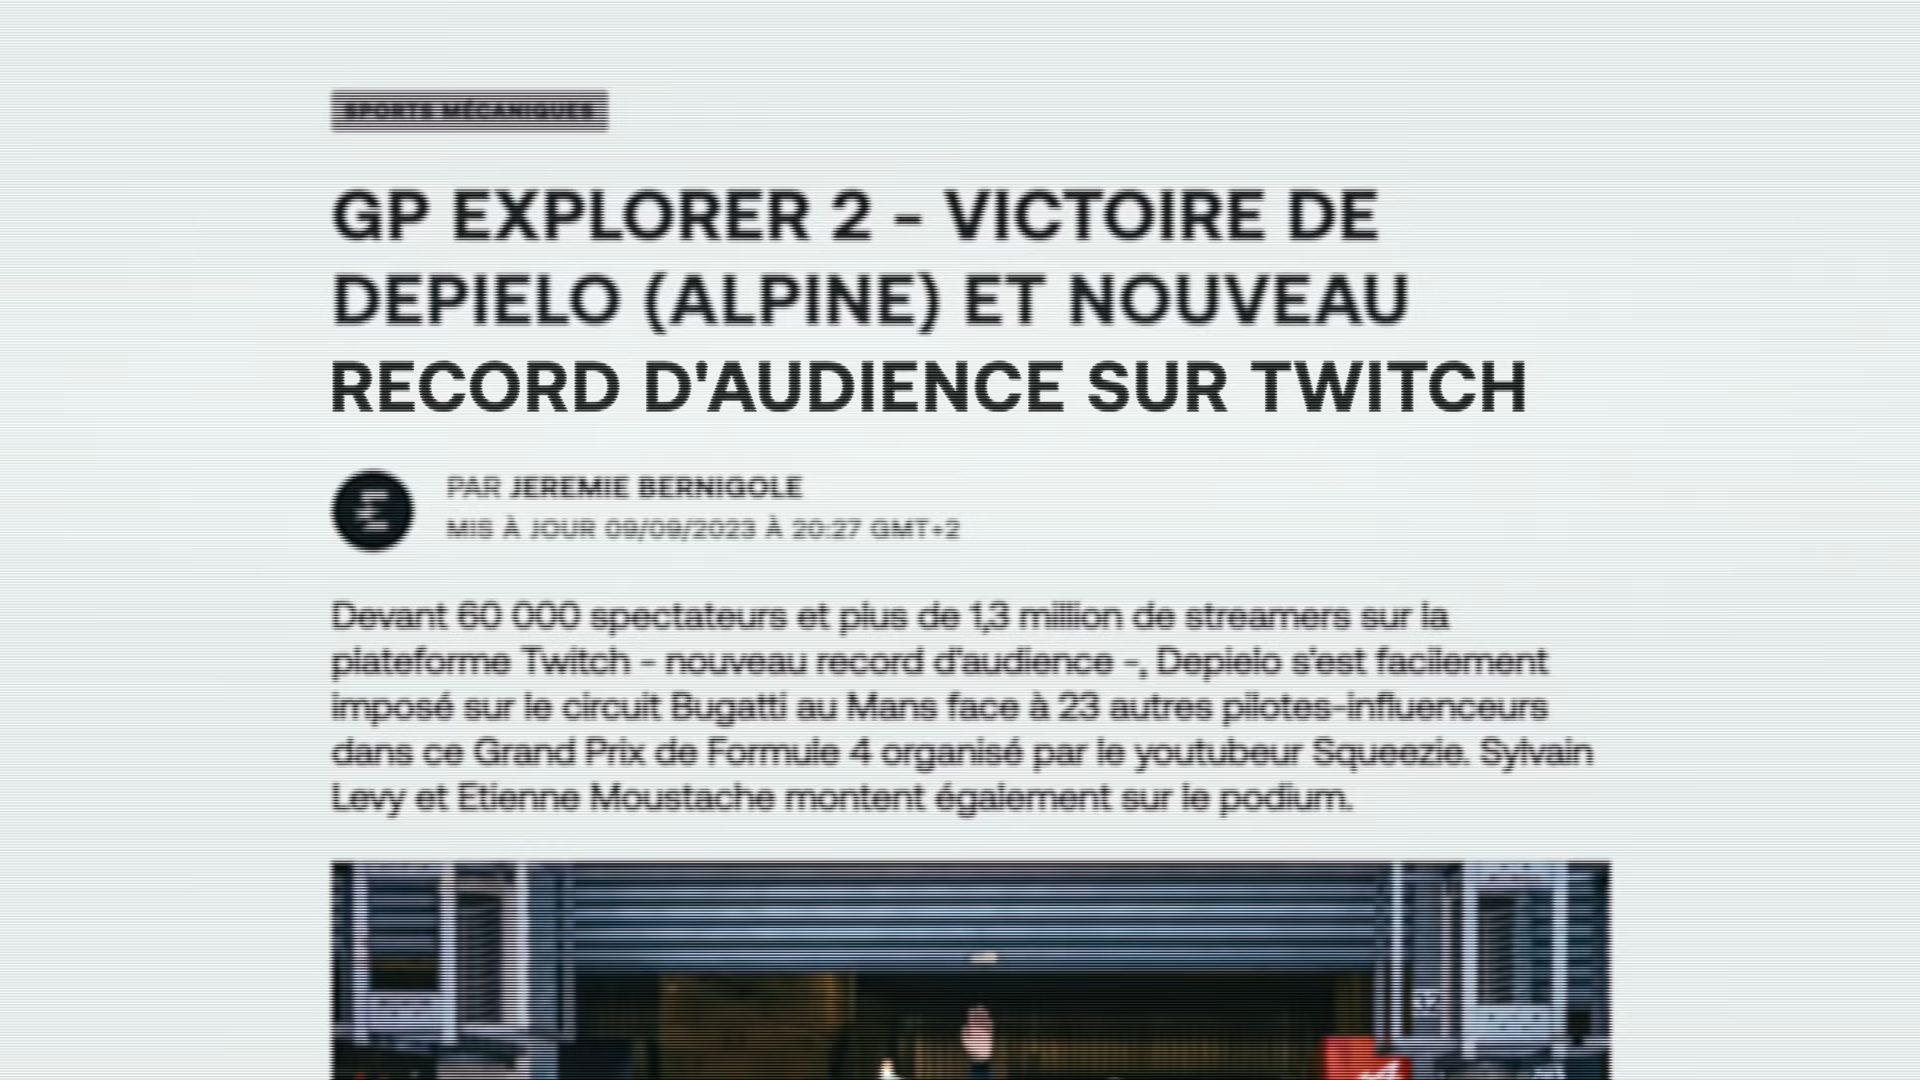 SPORTS MÉCANIQUES
GP EXPLORER 2 - VICTOIRE DE
DEPIELO (ALPINE) ET NOUVEAU
RECORD D'AUDIENCE SUR TWITCH
PAR JEREMIE BERNIGOLE
MIS À JOUR 09/09/2023 À 20:27 GMT+2
Devant 60 000 spectateurs et plus de 1,3 million de streamers sur la
plateforme Twitch - nouveau record d'audience -, Depielo s'est facilement
imposé sur le circuit Bugatti au Mans face à 23 autres pilotes-influenceurs
dans ce Grand Prix de Formule 4 organisé par le youtubeur Squeezie. Sylvain
Levy et Etienne Moustache montent également sur le podium.